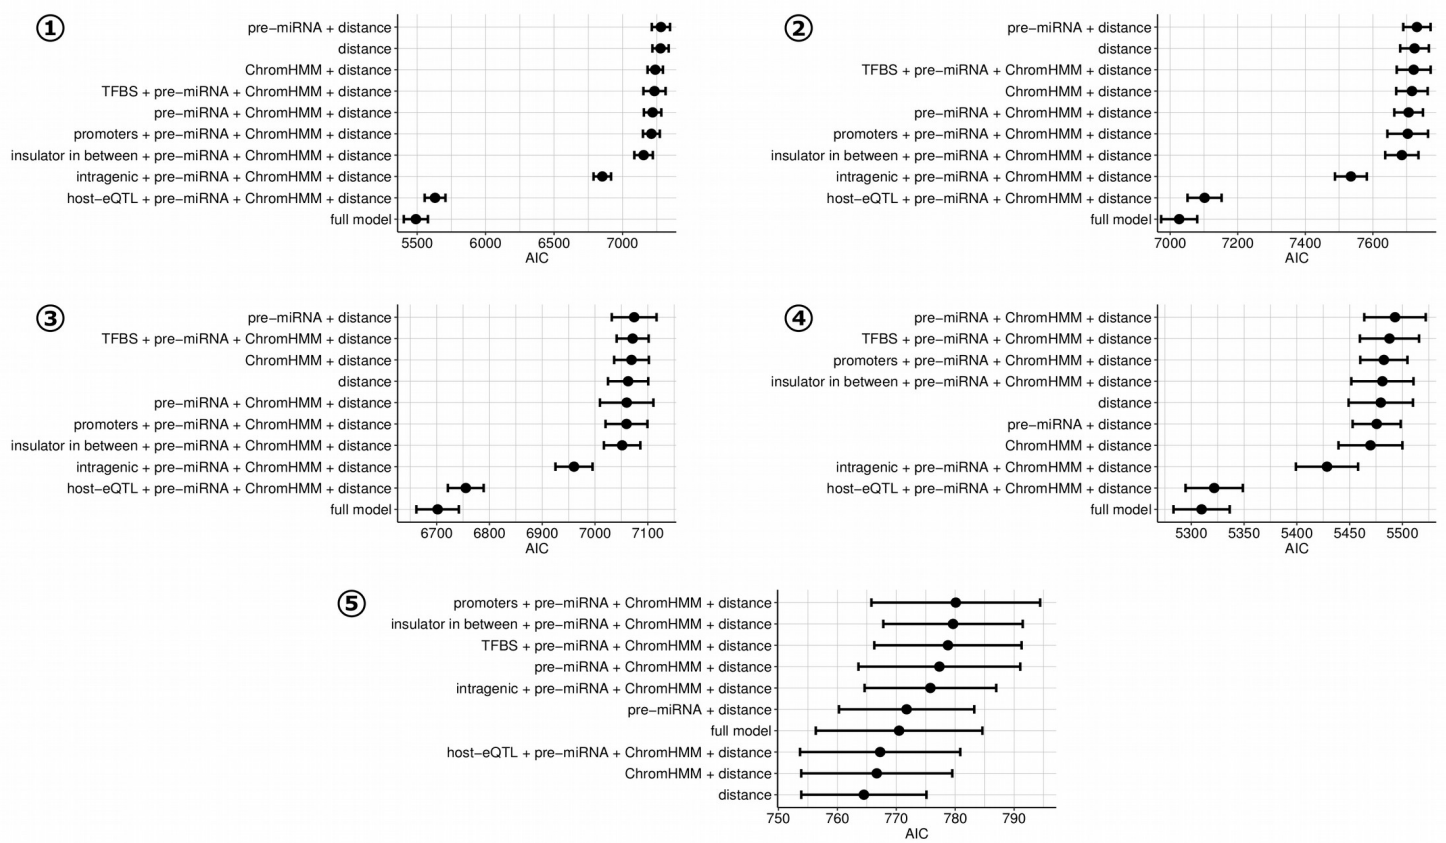 ①
pre−miRNA + distance
distance
ChromHMM + distance
TFBS + pre−miRNA + ChromHMM + distance
pre−miRNA + ChromHMM + distance
promoters + pre−miRNA + ChromHMM + distance
insulator in between + pre−miRNA + ChromHMM + distance
intragenic + pre−miRNA + ChromHMM + distance
host−eQTL + pre−miRNA + ChromHMM + distance
full model
5500 6000 6500 7000
AIC
②
pre−miRNA + distance
distance
TFBS + pre−miRNA + ChromHMM + distance
ChromHMM + distance
pre−miRNA + ChromHMM + distance
promoters + pre−miRNA + ChromHMM + distance
insulator in between + pre−miRNA + ChromHMM + distance
intragenic + pre−miRNA + ChromHMM + distance
host−eQTL + pre−miRNA + ChromHMM + distance
full model
7000 7200 7400 7600
AIC
③
pre−miRNA + distance
TFBS + pre−miRNA + ChromHMM + distance
ChromHMM + distance
distance
pre−miRNA + ChromHMM + distance
promoters + pre−miRNA + ChromHMM + distance
insulator in between + pre−miRNA + ChromHMM + distance
intragenic + pre−miRNA + ChromHMM + distance
host−eQTL + pre−miRNA + ChromHMM + distance
full model
6700 6800 6900 7000 7100
AIC
④
pre−miRNA + ChromHMM + distance
TFBS + pre−miRNA + ChromHMM + distance
promoters + pre−miRNA + ChromHMM + distance
insulator in between + pre−miRNA + ChromHMM + distance
distance
pre−miRNA + distance
ChromHMM + distance
intragenic + pre−miRNA + ChromHMM + distance
host−eQTL + pre−miRNA + ChromHMM + distance
full model
5300 5350 5400 5450 5500
AIC
⑤
promoters + pre−miRNA + ChromHMM + distance
insulator in between + pre−miRNA + ChromHMM + distance
TFBS + pre−miRNA + ChromHMM + distance
pre−miRNA + ChromHMM + distance
intragenic + pre−miRNA + ChromHMM + distance
pre−miRNA + distance
full model
host−eQTL + pre−miRNA + ChromHMM + distance
ChromHMM + distance
distance
750 760 770 780 790
AIC